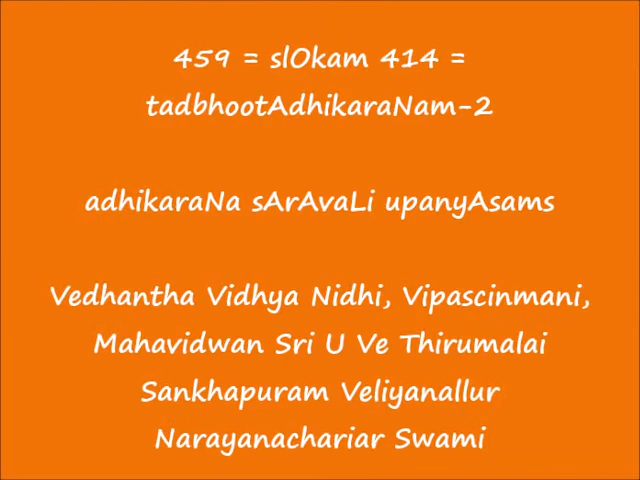 459 = slOkam 414 =
tadbhootAdhikaraNam-2
adhikaraNa sArAvaLi upanyAsams
Vedhantha Vidhya Nidhi, Vipascinmani,
Mahavidwan Sri U Ve Thirumalai
Sankhapuram Veliyanallur
Narayanachariar Swami